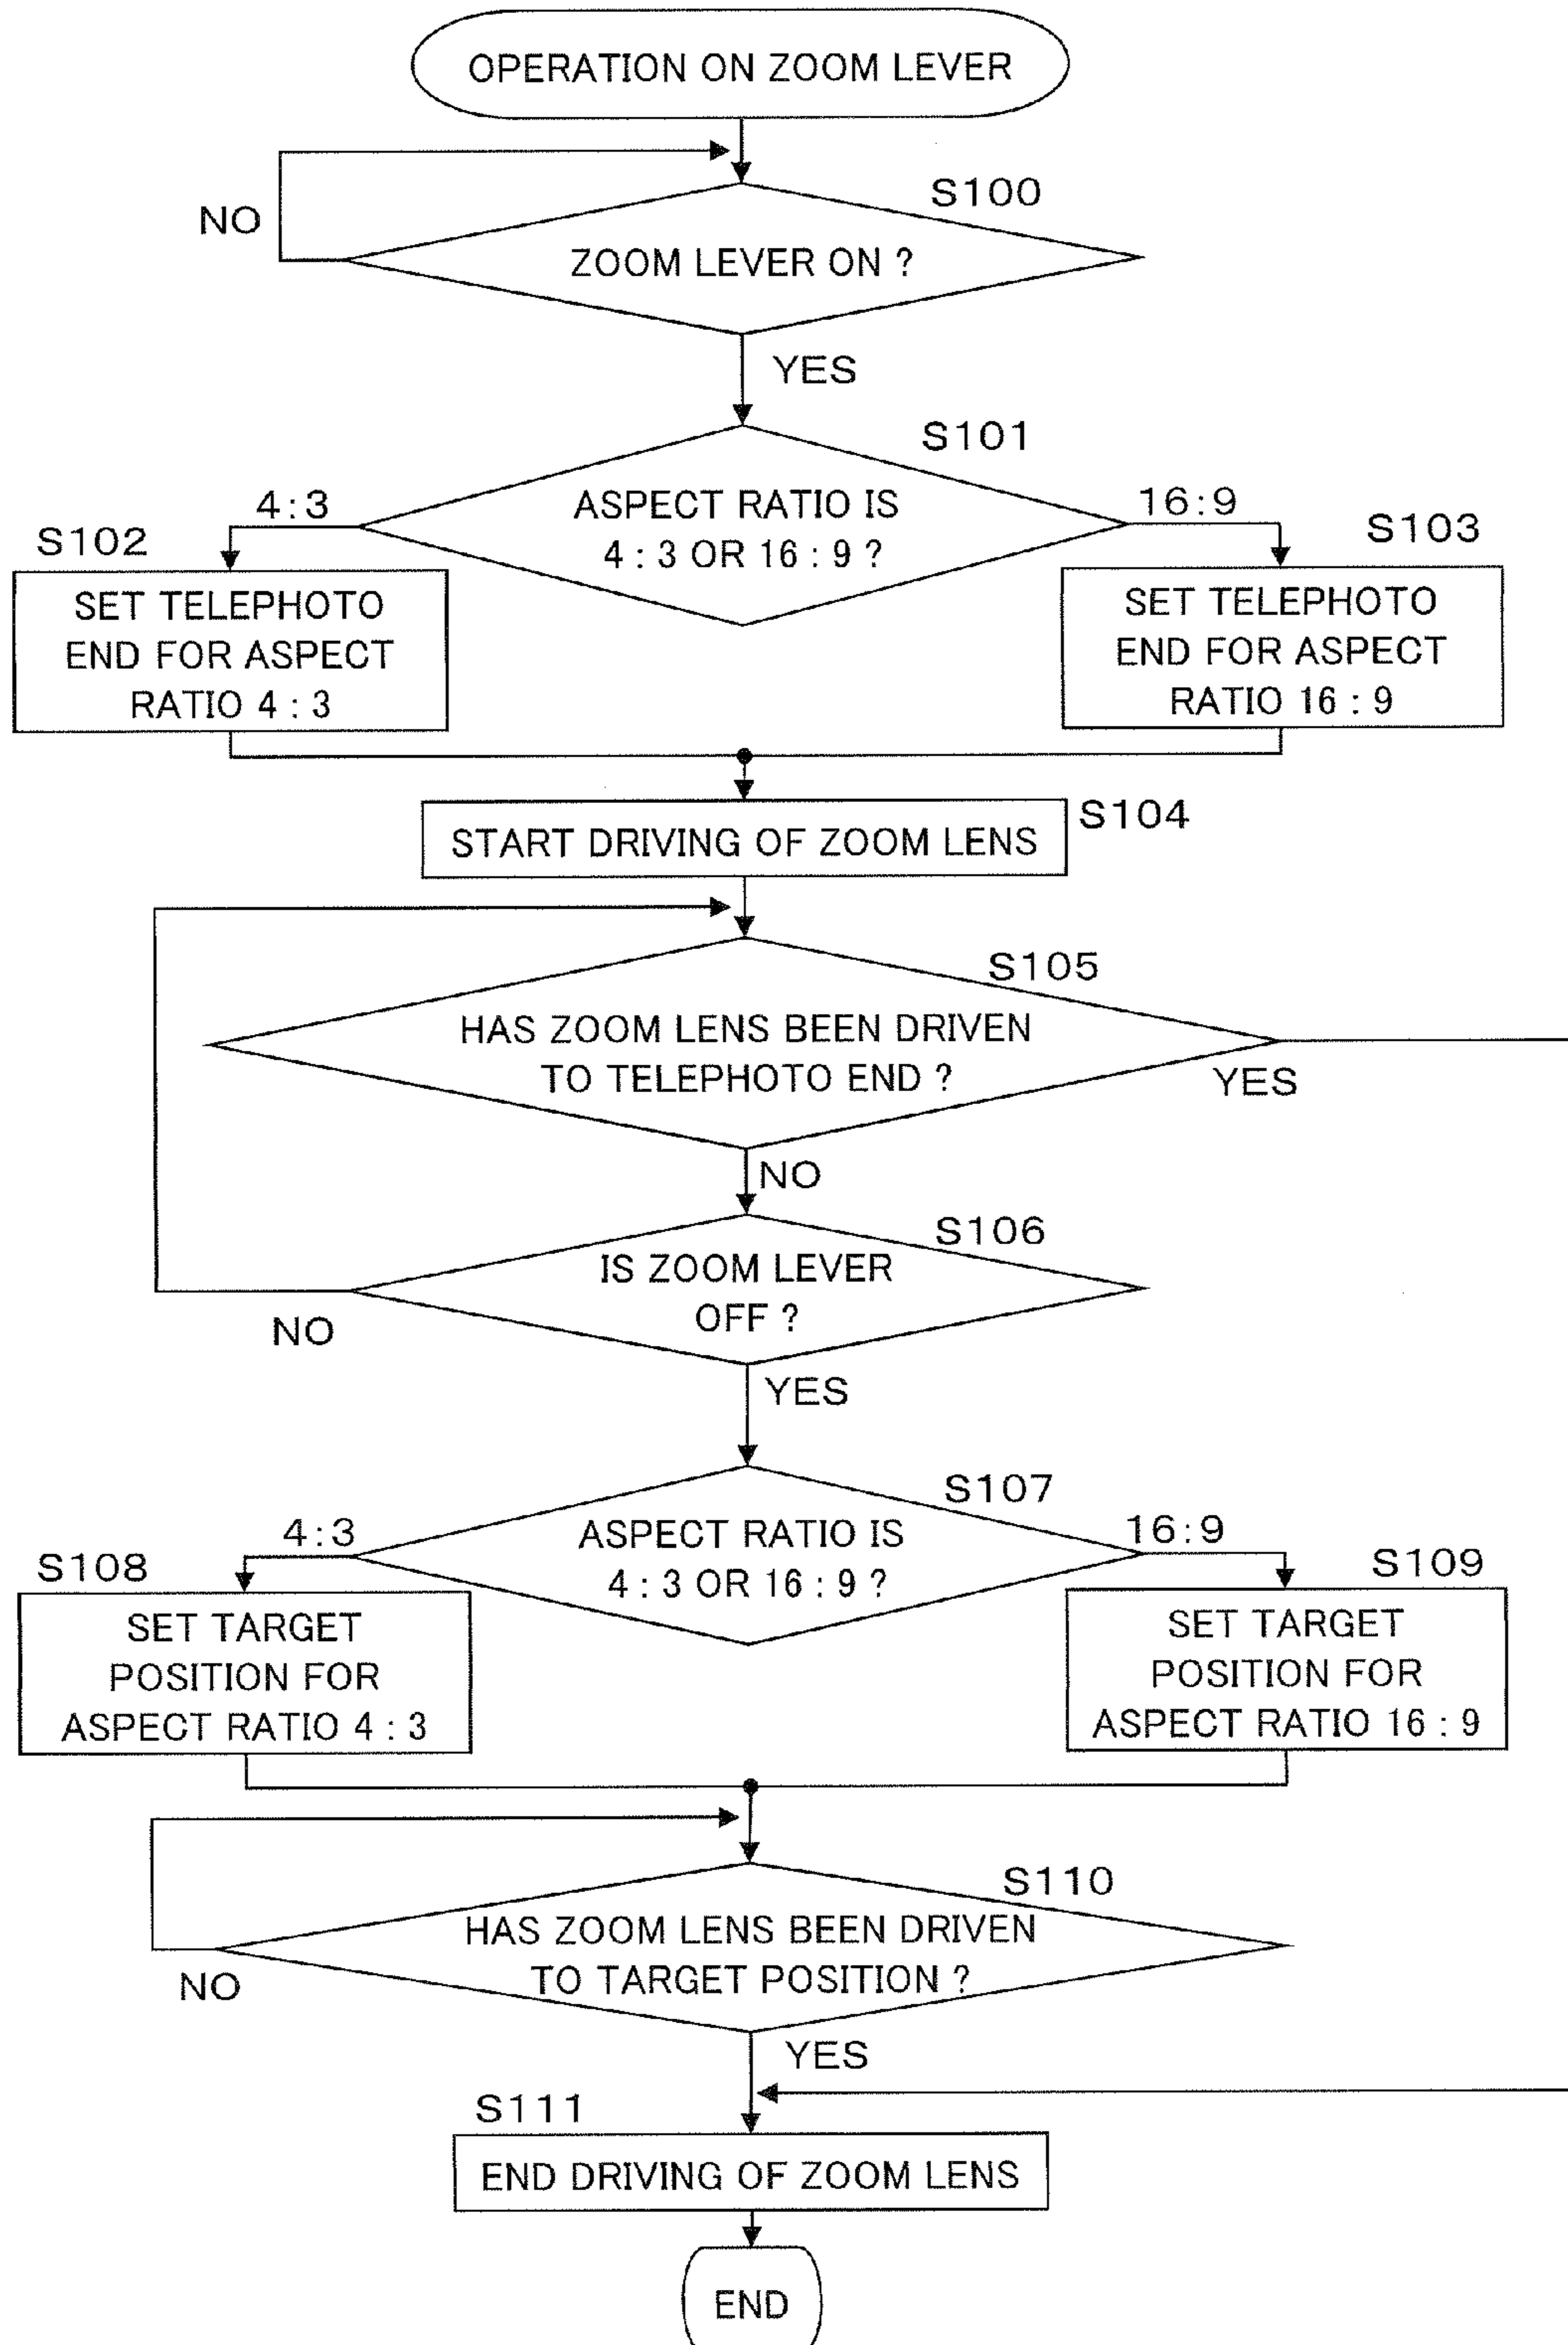 OPERATION ON ZOOM LEVER
S100
NO
ZOOM LEVER ON ?
YES
S101
4:3
ASPECT RATIO IS
4 : 3 OR 16 : 9 ?
16:9
S102
SET TELEPHOTO
END FOR ASPECT
RATIO 4 : 3
S103
SET TELEPHOTO
END FOR ASPECT
RATIO 16 : 9
S104
START DRIVING OF ZOOM LENS
S105
HAS ZOOM LENS BEEN DRIVEN
TO TELEPHOTO END ?
YES
NO
S106
IS ZOOM LEVER
OFF ?
NO
YES
S107
4:3
ASPECT RATIO IS
4 : 3 OR 16 : 9 ?
16:9
S108
SET TARGET
POSITION FOR
ASPECT RATIO 4 : 3
S109
SET TARGET
POSITION FOR
ASPECT RATIO 16 : 9
S110
HAS ZOOM LENS BEEN DRIVEN
TO TARGET POSITION ?
NO
YES
S111
END DRIVING OF ZOOM LENS
END